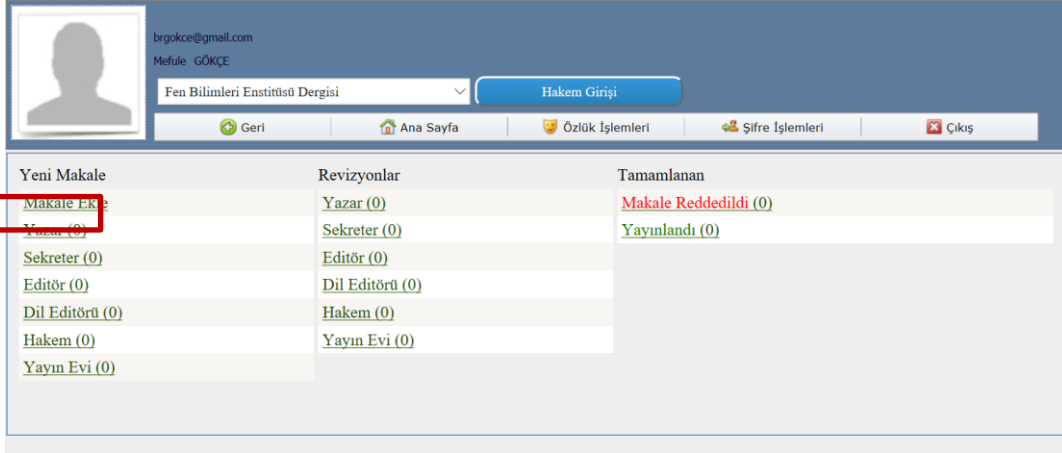 brgokce@gmail.com
Mefule GÖKÇE
Fen Bilimleri Enstitüsü Dergisi Hakem Girişi
Geri Ana Sayfa Özlük İşlemleri Şifre İşlemleri Çıkış
Yeni Makale Revizyonlar Tamamlanan
Makale Ekle Yazar (0) Makale Reddedildi (0)
Yazar (0) Sekreter (0) Yayınlandı (0)
Sekreter (0) Editör (0)
Editör (0) Dil Editörü (0)
Dil Editörü (0) Hakem (0)
Hakem (0) Yayın Evi (0)
Yayın Evi (0)